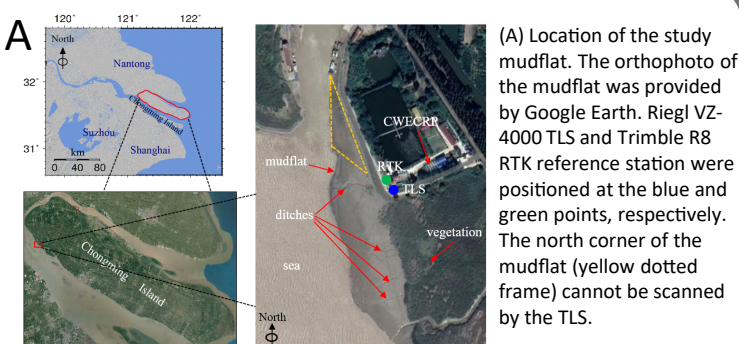 A
120°
121°
122°
North
Nantong
32°
Chongming Island
Suzhou
km
Shanghai
31°
0 40 80
Chongming
Island
CWECRP
mudflat
RTK
TLS
ditches
vegetation
sea
North
(A) Location of the study
mudflat. The orthophoto of
the mudflat was provided
by Google Earth. Riegl VZ-
4000 TLS and Trimble R8
RTK reference station were
positioned at the blue and
green points, respectively.
The north corner of the
mudflat (yellow dotted
frame) cannot be scanned
by the TLS.